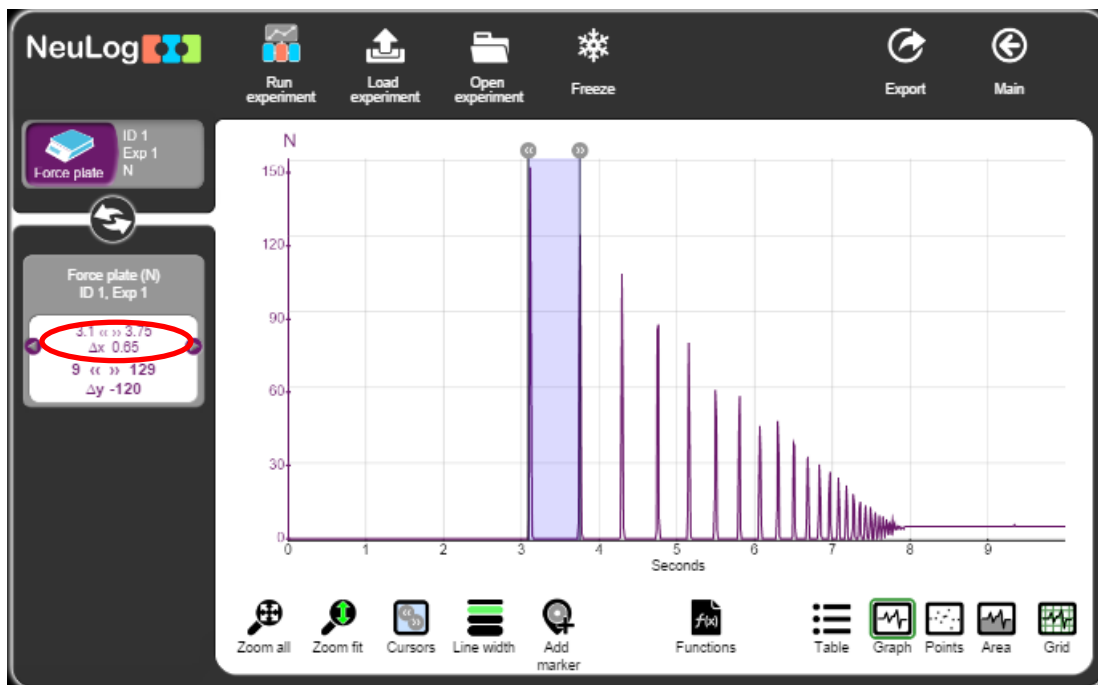 NeuLog
Run
experiment
Load
experiment
Open
experiment
Freeze
Export
Main
Force plate
ID 1
Exp 1
N
Force plate (N)
ID 1, Exp 1
3.1 « » 3.75
Δx 0.65
9 « » 129
Δy -120
N
150
120
90
60
30
0
0 1 2 3 4 5 6 7 8 9
Seconds
Zoom all
Zoom fit
Cursors
Line width
Add
marker
f(x)
Functions
Table
Graph
Points
Area
Grid